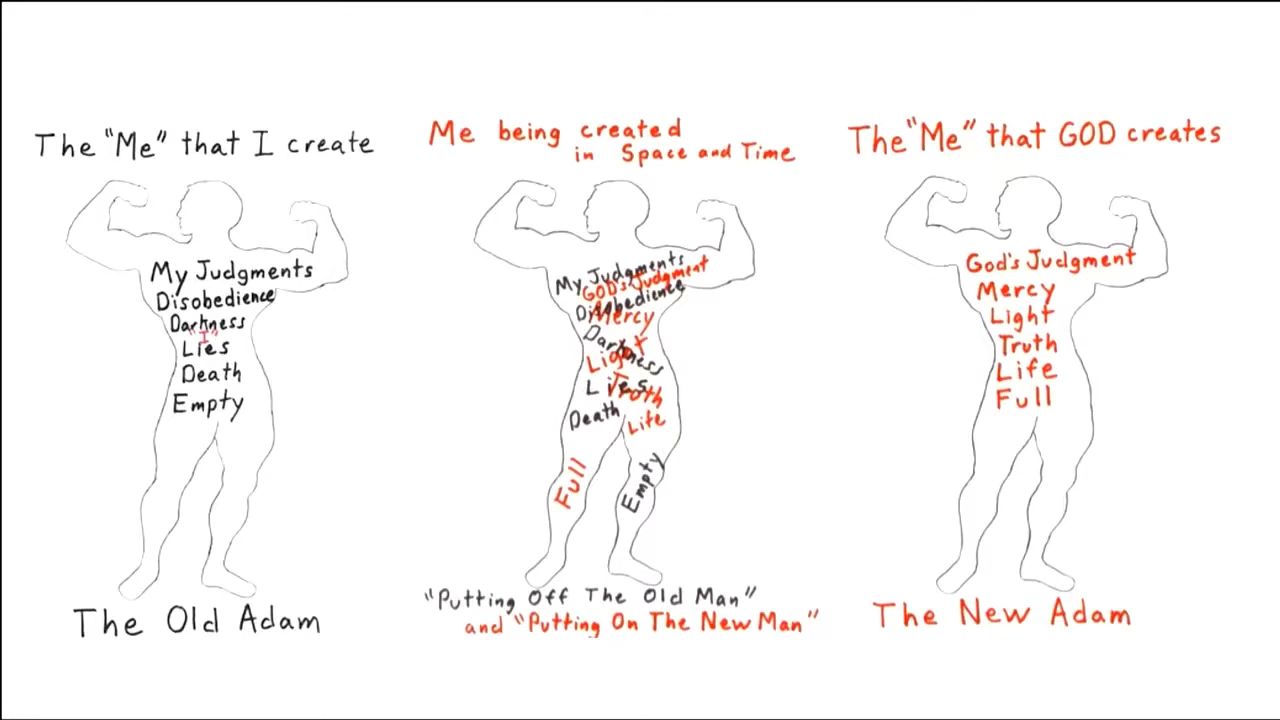 The "Me" that I create
My Judgments
Disobedience
Darkness
"I"
Lies
Death
Empty
The Old Adam
Me being created
in Space and Time
My Judgments
GOD's Judgment
Disobedience
Mercy
Darkness
Light
Lies
Truth
Death
Life
Full
Empty
"Putting Off The Old Man"
and "Putting On The New Man"
The "Me" that GOD creates
God's Judgment
Mercy
Light
Truth
Life
Full
The New Adam